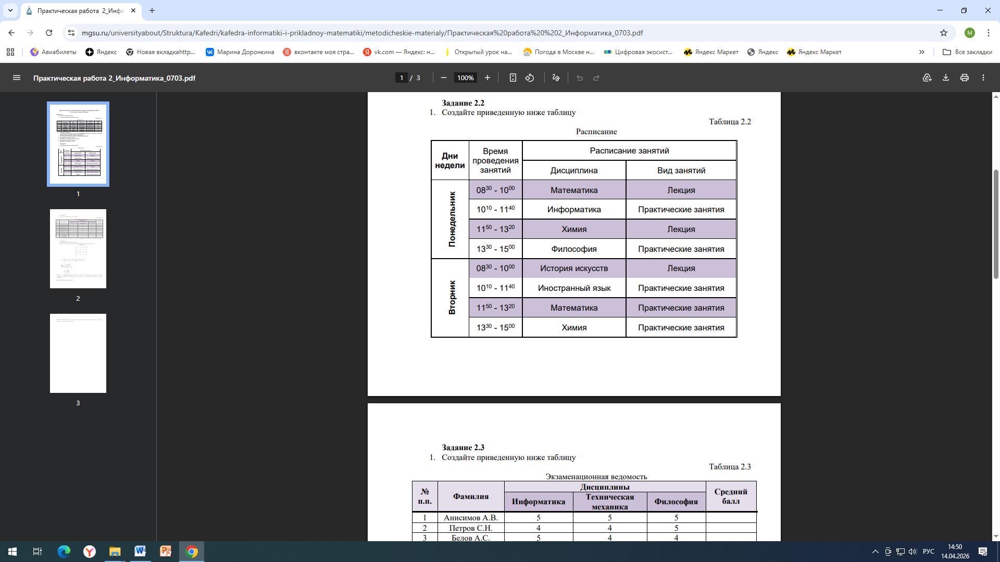 Практическая работа 2_Инфо
mgsu.ru/universityabout/Struktura/Kafedri/kafedra-informatiki-i-prikladnoy-matematiki/metodicheskie-materialy/Практическая%20работа%20%202_Информатика_0703.pdf
М
Авиабилеты
Яндекс
Новая вкладкаhttp...
Марина Доронкина
вконтакте моя стра...
vk.com — Яндекс: н...
Открытый урок на...
Погода в Москве н...
Цифровая экосист...
Яндекс Маркет
Яндекс
Яндекс Маркет
Все закладки
Практическая работа 2_Информатика_0703.pdf
1 / 3
100%
1
2
3
Задание 2.2
1. Создайте приведенную ниже таблицу
Таблица 2.2
Расписание
Дни недели
Время проведения занятий
Расписание занятий
Дисциплина
Вид занятий
Понедельник
08³⁰ - 10⁰⁰ Математика Лекция
10¹⁰ - 11⁴⁰ Информатика Практические занятия
11⁵⁰ - 13²⁰ Химия Лекция
13³⁰ - 15⁰⁰ Философия Практические занятия
Вторник
08³⁰ - 10⁰⁰ История искусств Лекция
10¹⁰ - 11⁴⁰ Иностранный язык Практические занятия
11⁵⁰ - 13²⁰ Математика Практические занятия
13³⁰ - 15⁰⁰ Химия Практические занятия
Задание 2.3
1. Создайте приведенную ниже таблицу
Таблица 2.3
Экзаменационная ведомость
№ п.п.
Фамилия
Дисциплины
Информатика
Техническая механика
Философия
Средний балл
1 Анисимов А.В. 5 5 5
2 Петров С.Н. 4 4 5
3 Белов А.С. 5 4 4
РУС
14:50
14.04.2026